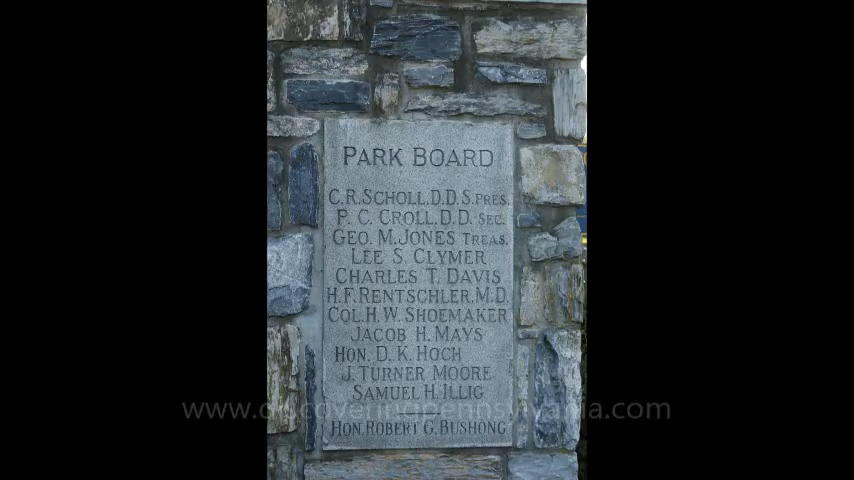 PARK BOARD
C. R. SCHOLL, D.D.S. PRES.
P. C. CROLL, D.D. SEC.
GEO. M. JONES TREAS.
LEE S. CLYMER
CHARLES T. DAVIS
H. F. RENTSCHLER, M.D.
COL. H. W. SHOEMAKER
JACOB H. MAYS
HON. D. K. HOCH
J. TURNER MOORE
SAMUEL H. ILLIG
www.discoveringpennsylvania.com
HON. ROBERT G. BUSHONG